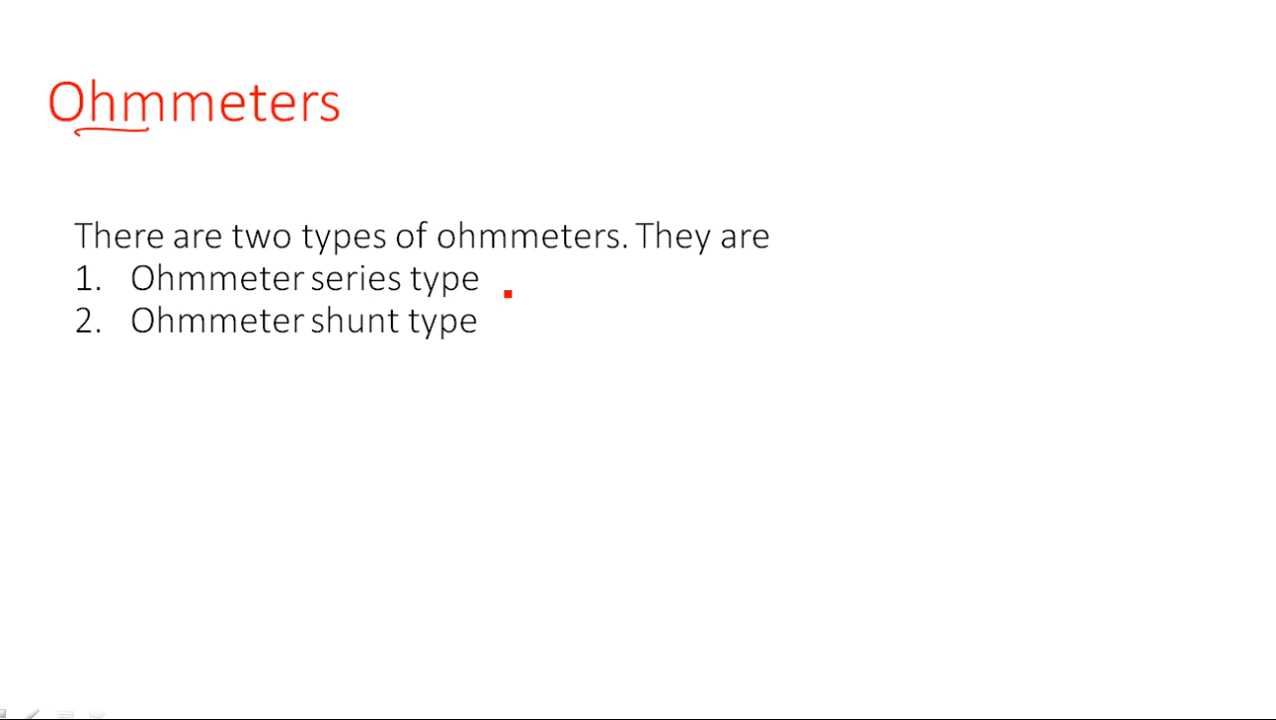 Ohmmeters
There are two types of ohmmeters. They are
1. Ohmmeter series type
2. Ohmmeter shunt type